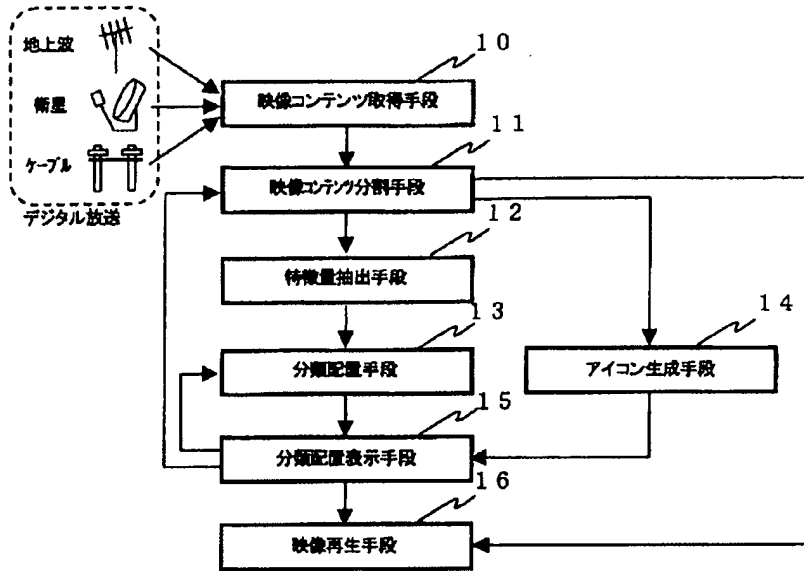 地上波
衛星
ケーブル
デジタル放送
10
映像コンテンツ取得手段
11
映像コンテンツ分割手段
12
特徴量抽出手段
13
分類配置手段
14
アイコン生成手段
15
分類配置表示手段
16
映像再生手段